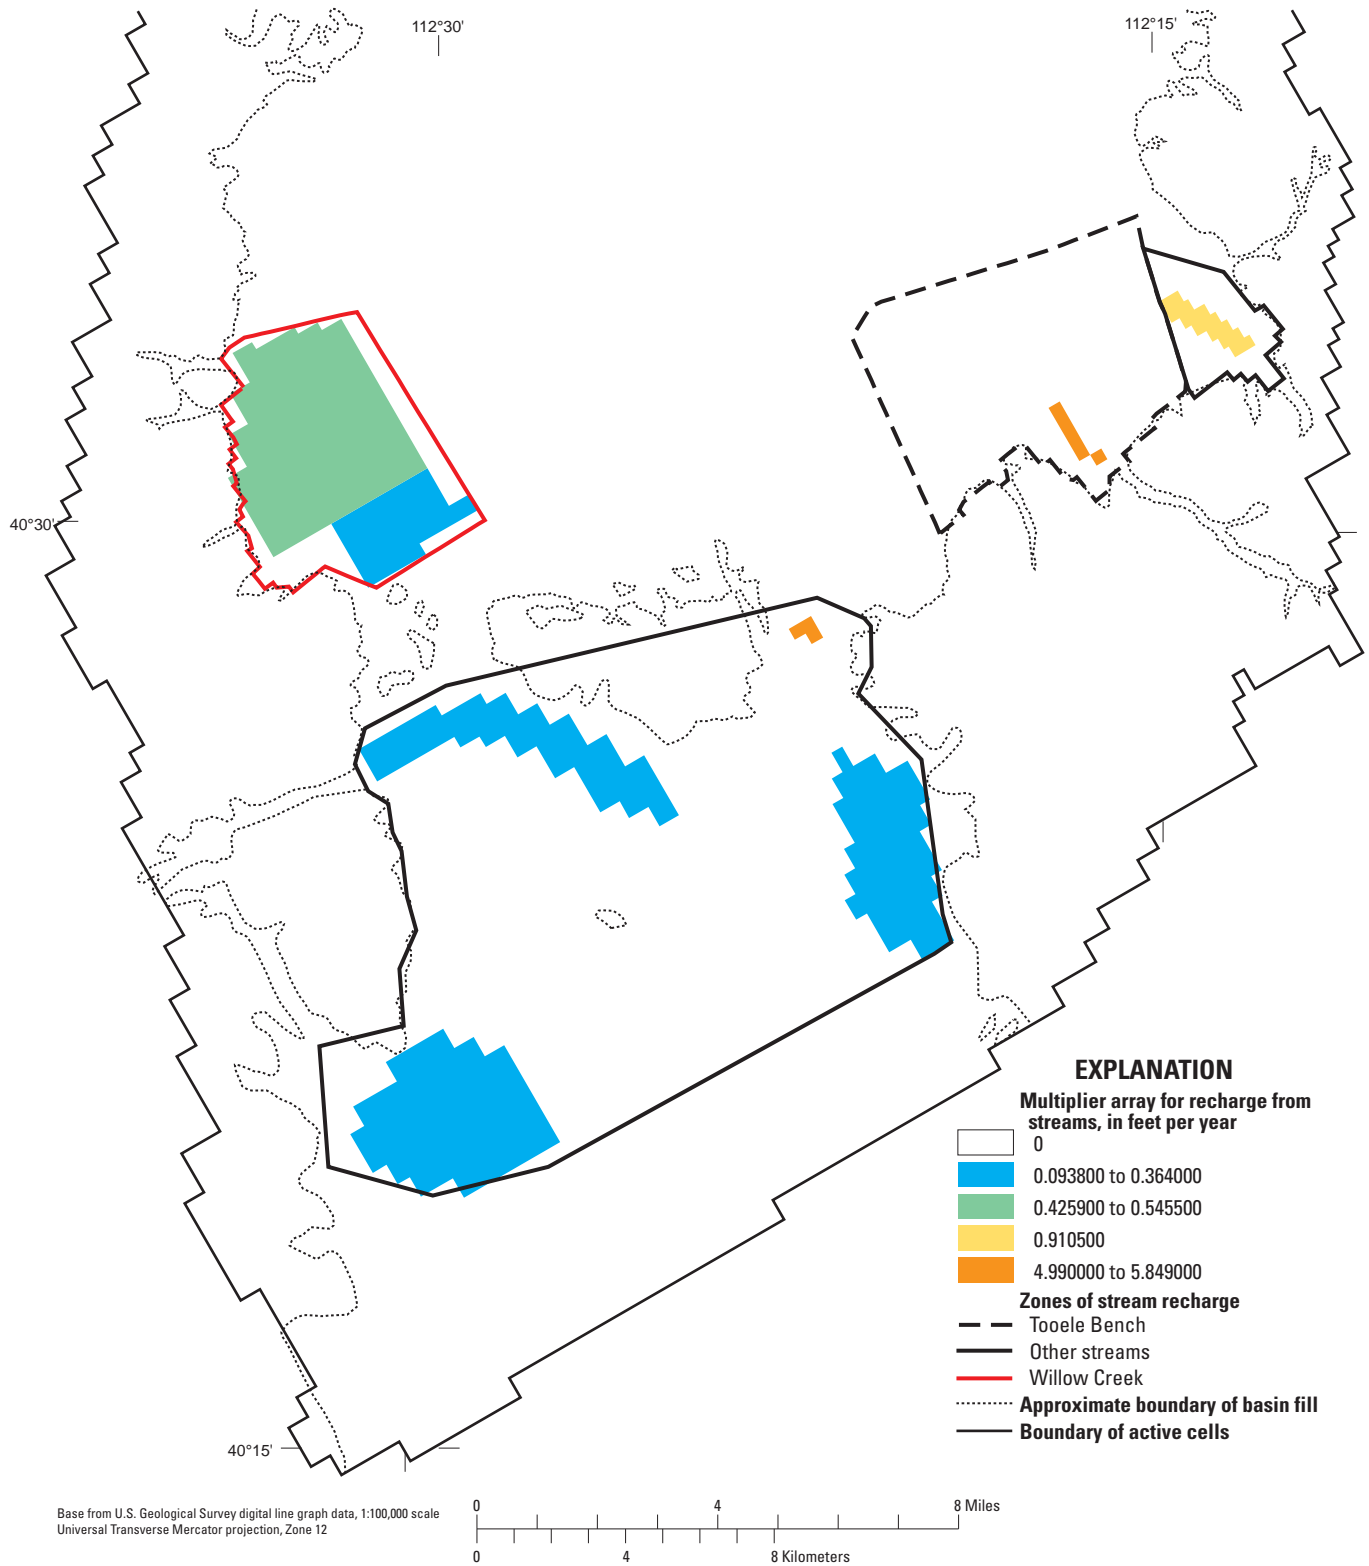 112°30'
112°15'
40°30'
EXPLANATION
Multiplier array for recharge from
streams, in feet per year
0
0.093800 to 0.364000
0.425900 to 0.545500
0.910500
4.990000 to 5.849000
Zones of stream recharge
Tooele Bench
Other streams
Willow Creek
Approximate boundary of basin fill
Boundary of active cells
40°15'
Base from U.S. Geological Survey digital line graph data, 1:100,000 scale
Universal Transverse Mercator projection, Zone 12
0 4 8 Miles
0 4 8 Kilometers